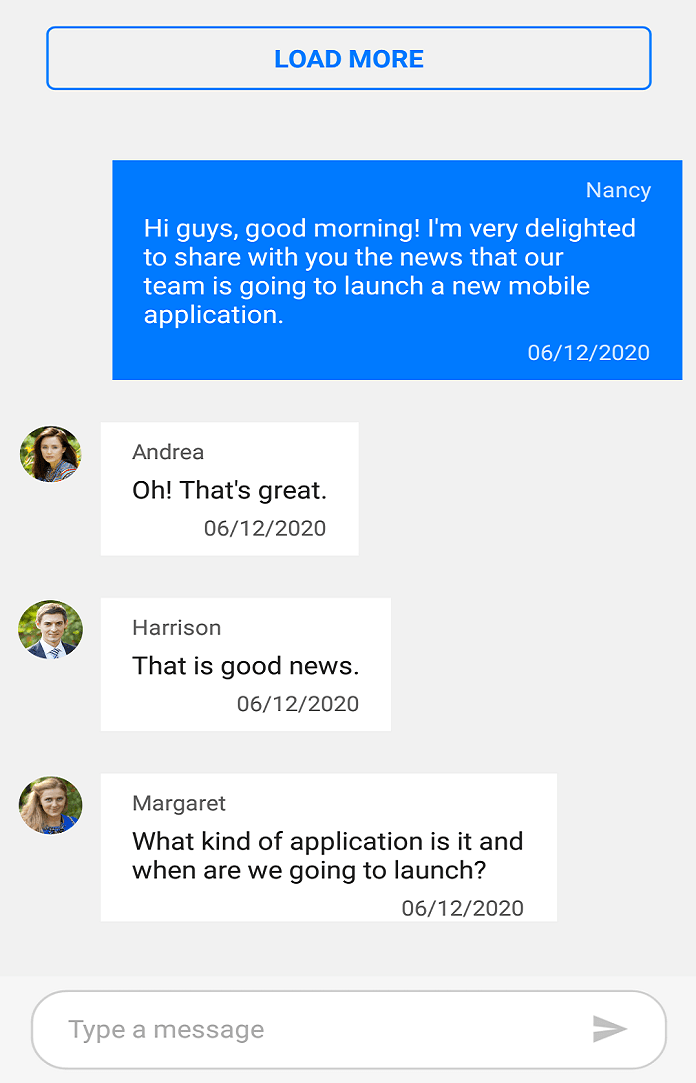 LOAD MORE
Nancy
Hi guys, good morning! I'm very delighted
to share with you the news that our
team is going to launch a new mobile
application.
06/12/2020
Andrea
Oh! That's great.
06/12/2020
Harrison
That is good news.
06/12/2020
Margaret
What kind of application is it and
when are we going to launch?
06/12/2020
Type a message